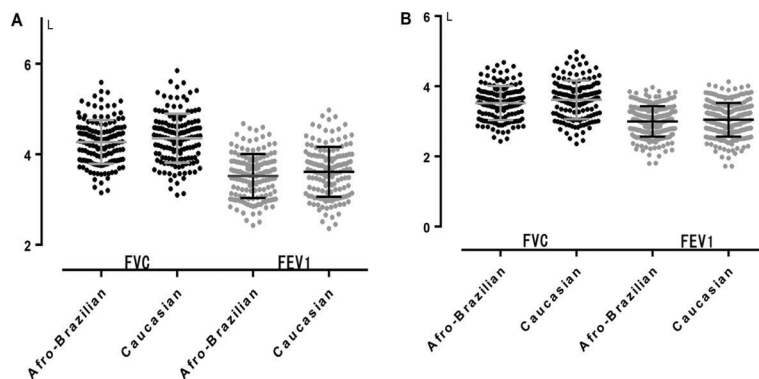 A
L
6
4
2
FVC
FEV1
Afro-Brazilian
Caucasian
Afro-Brazilian
Caucasian
B
L
6
4
2
0
FVC
FEV1
Afro-Brazilian
Caucasian
Afro-Brazilian
Caucasian